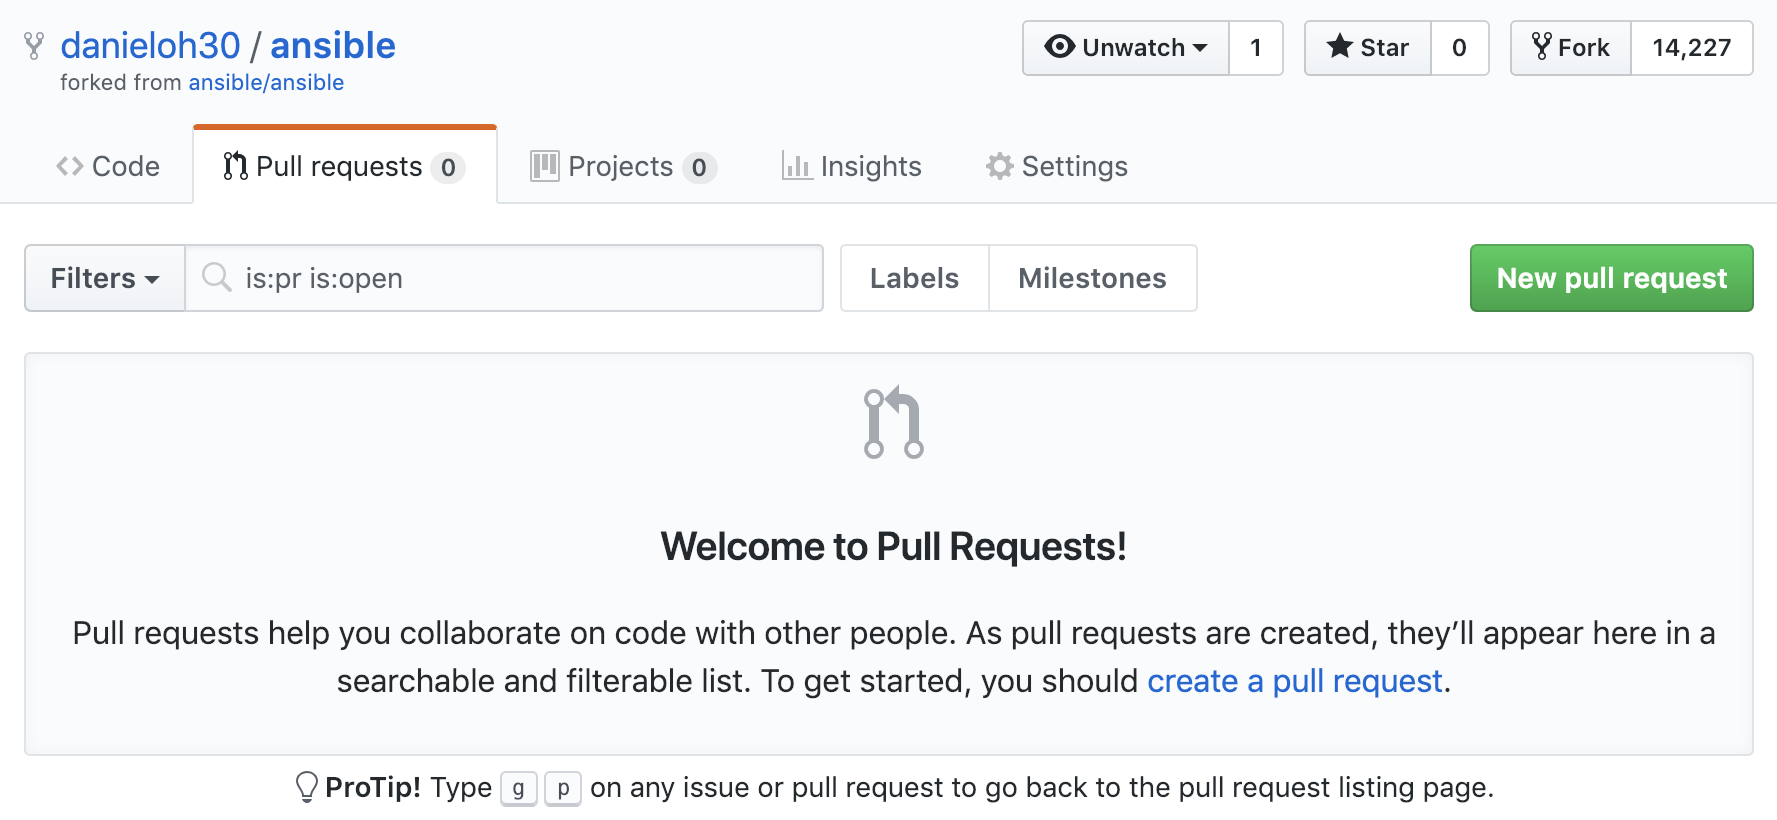 danieloh30 / ansible
forked from ansible/ansible
Unwatch 1
Star 0
Fork 14,227
Code
Pull requests 0
Projects 0
Insights
Settings
Filters
is:pr is:open
Labels
Milestones
New pull request
Welcome to Pull Requests!
Pull requests help you collaborate on code with other people. As pull requests are created, they’ll appear here in a
searchable and filterable list. To get started, you should create a pull request.
ProTip! Type g p on any issue or pull request to go back to the pull request listing page.